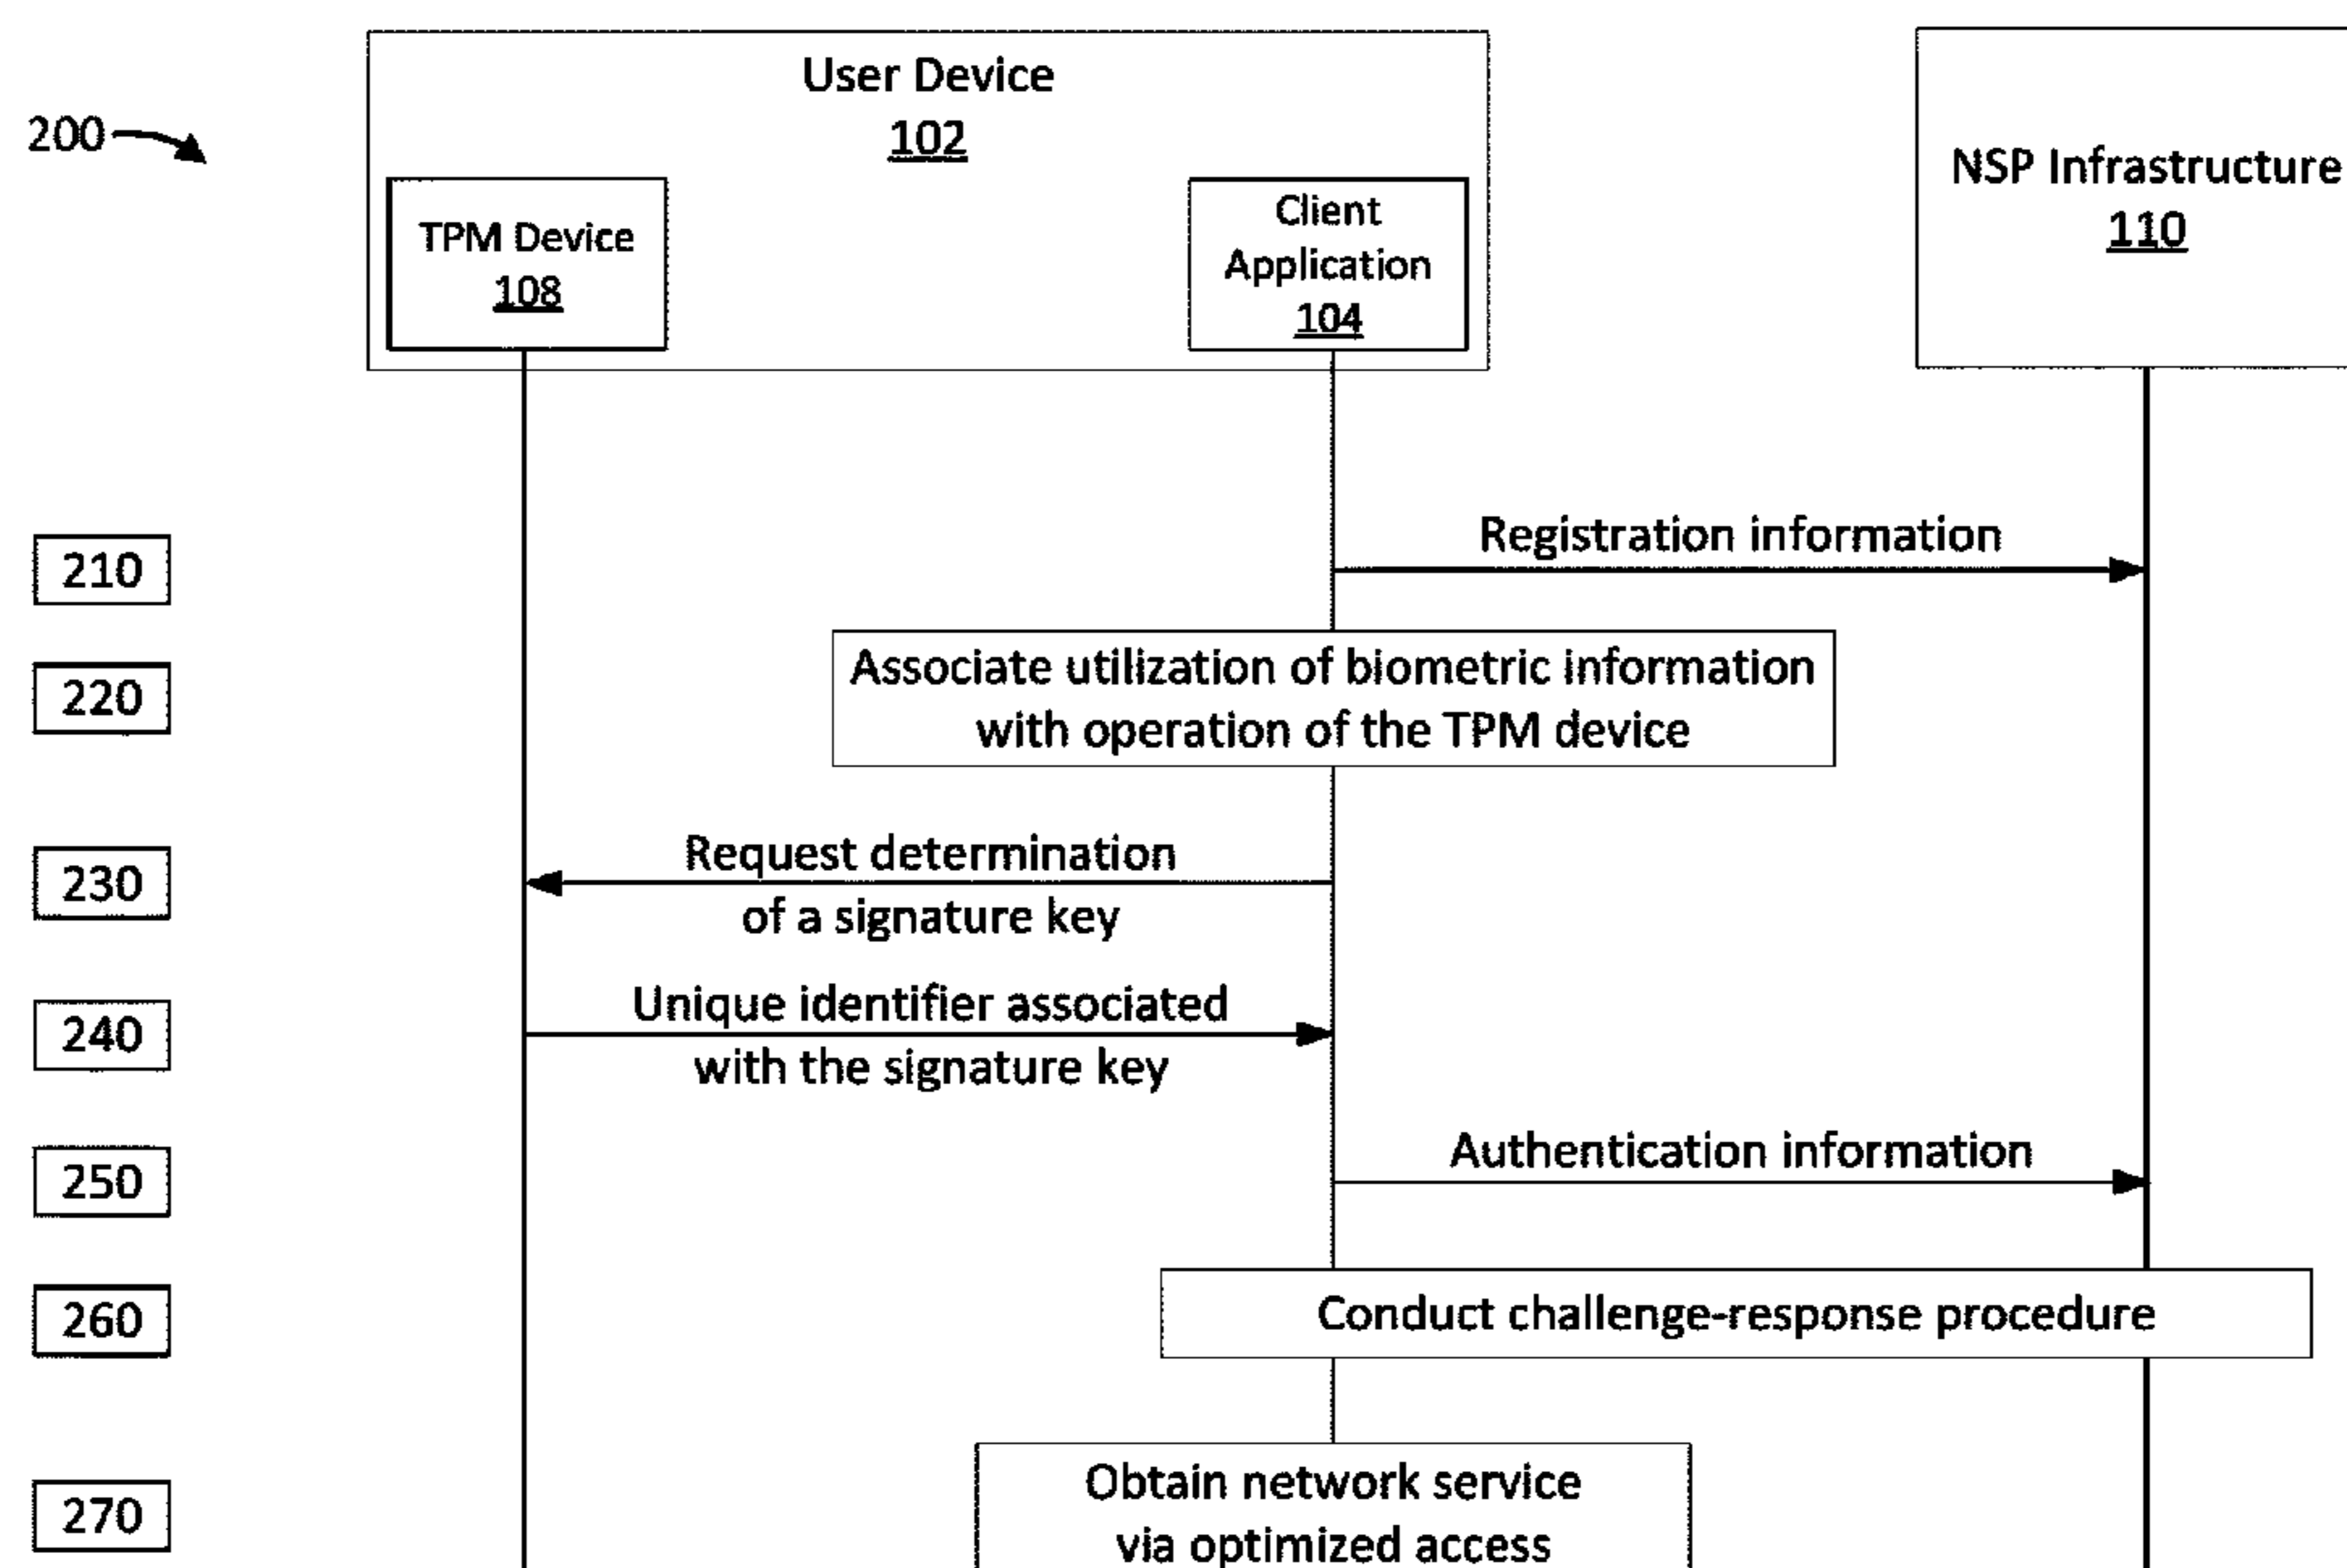 200
User Device
102
TPM Device
108
Client
Application
104
NSP Infrastructure
110
210
Registration information
220
Associate utilization of biometric information
with operation of the TPM device
230
Request determination
of a signature key
240
Unique identifier associated
with the signature key
250
Authentication information
260
Conduct challenge-response procedure
270
Obtain network service
via optimized access